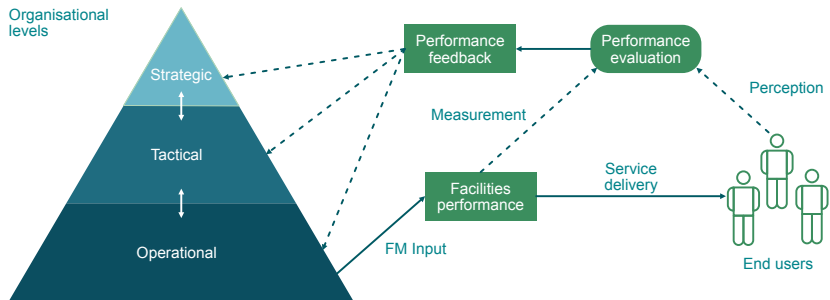 Organisational
levels
Strategic
Tactical
Operational
Performance
feedback
Performance
evaluation
Measurement
Perception
Facilities
performance
Service
delivery
FM Input
End users